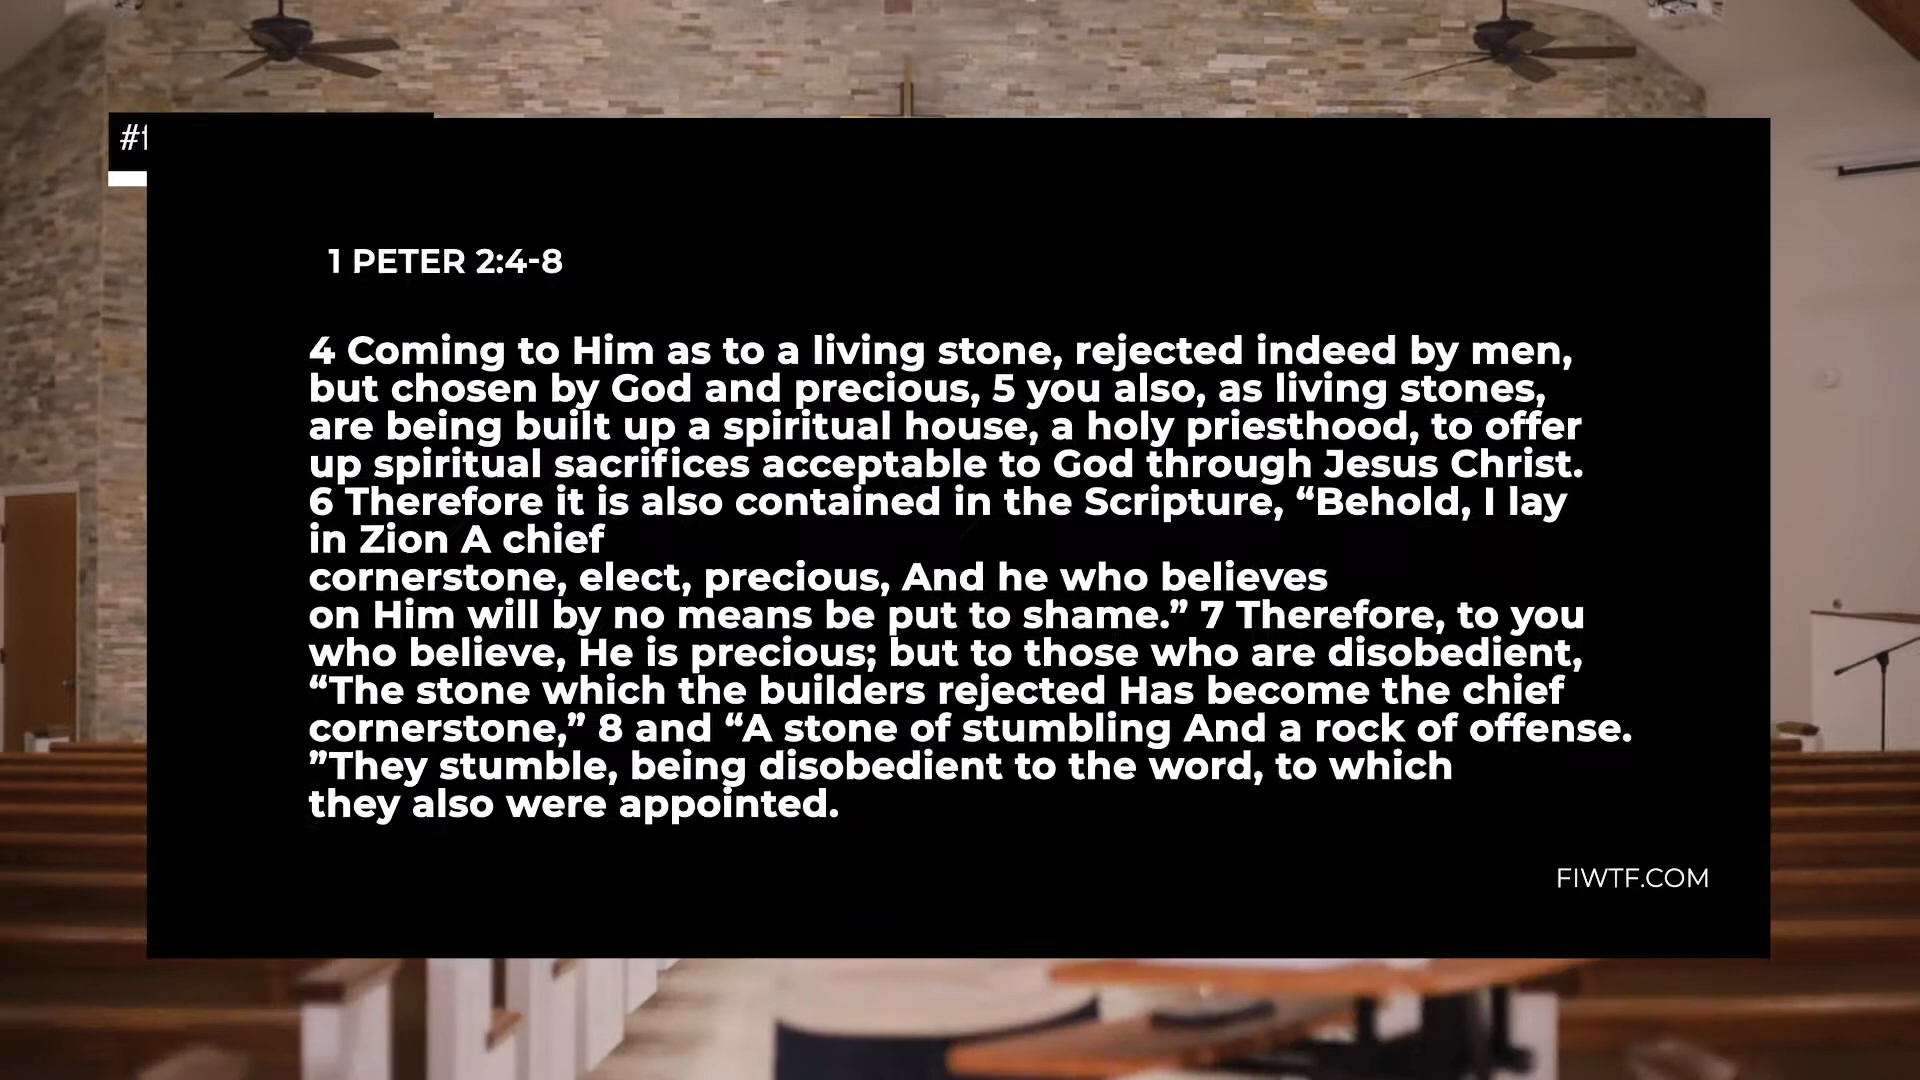 1 PETER 2:4-8
4 Coming to Him as to a living stone, rejected indeed by men,
but chosen by God and precious, 5 you also, as living stones,
are being built up a spiritual house, a holy priesthood, to offer
up spiritual sacrifices acceptable to God through Jesus Christ.
6 Therefore it is also contained in the Scripture, “Behold, I lay
in Zion A chief
cornerstone, elect, precious, And he who believes
on Him will by no means be put to shame.” 7 Therefore, to you
who believe, He is precious; but to those who are disobedient,
“The stone which the builders rejected Has become the chief
cornerstone,” 8 and “A stone of stumbling And a rock of offense.
”They stumble, being disobedient to the word, to which
they also were appointed.
FIWTF.COM